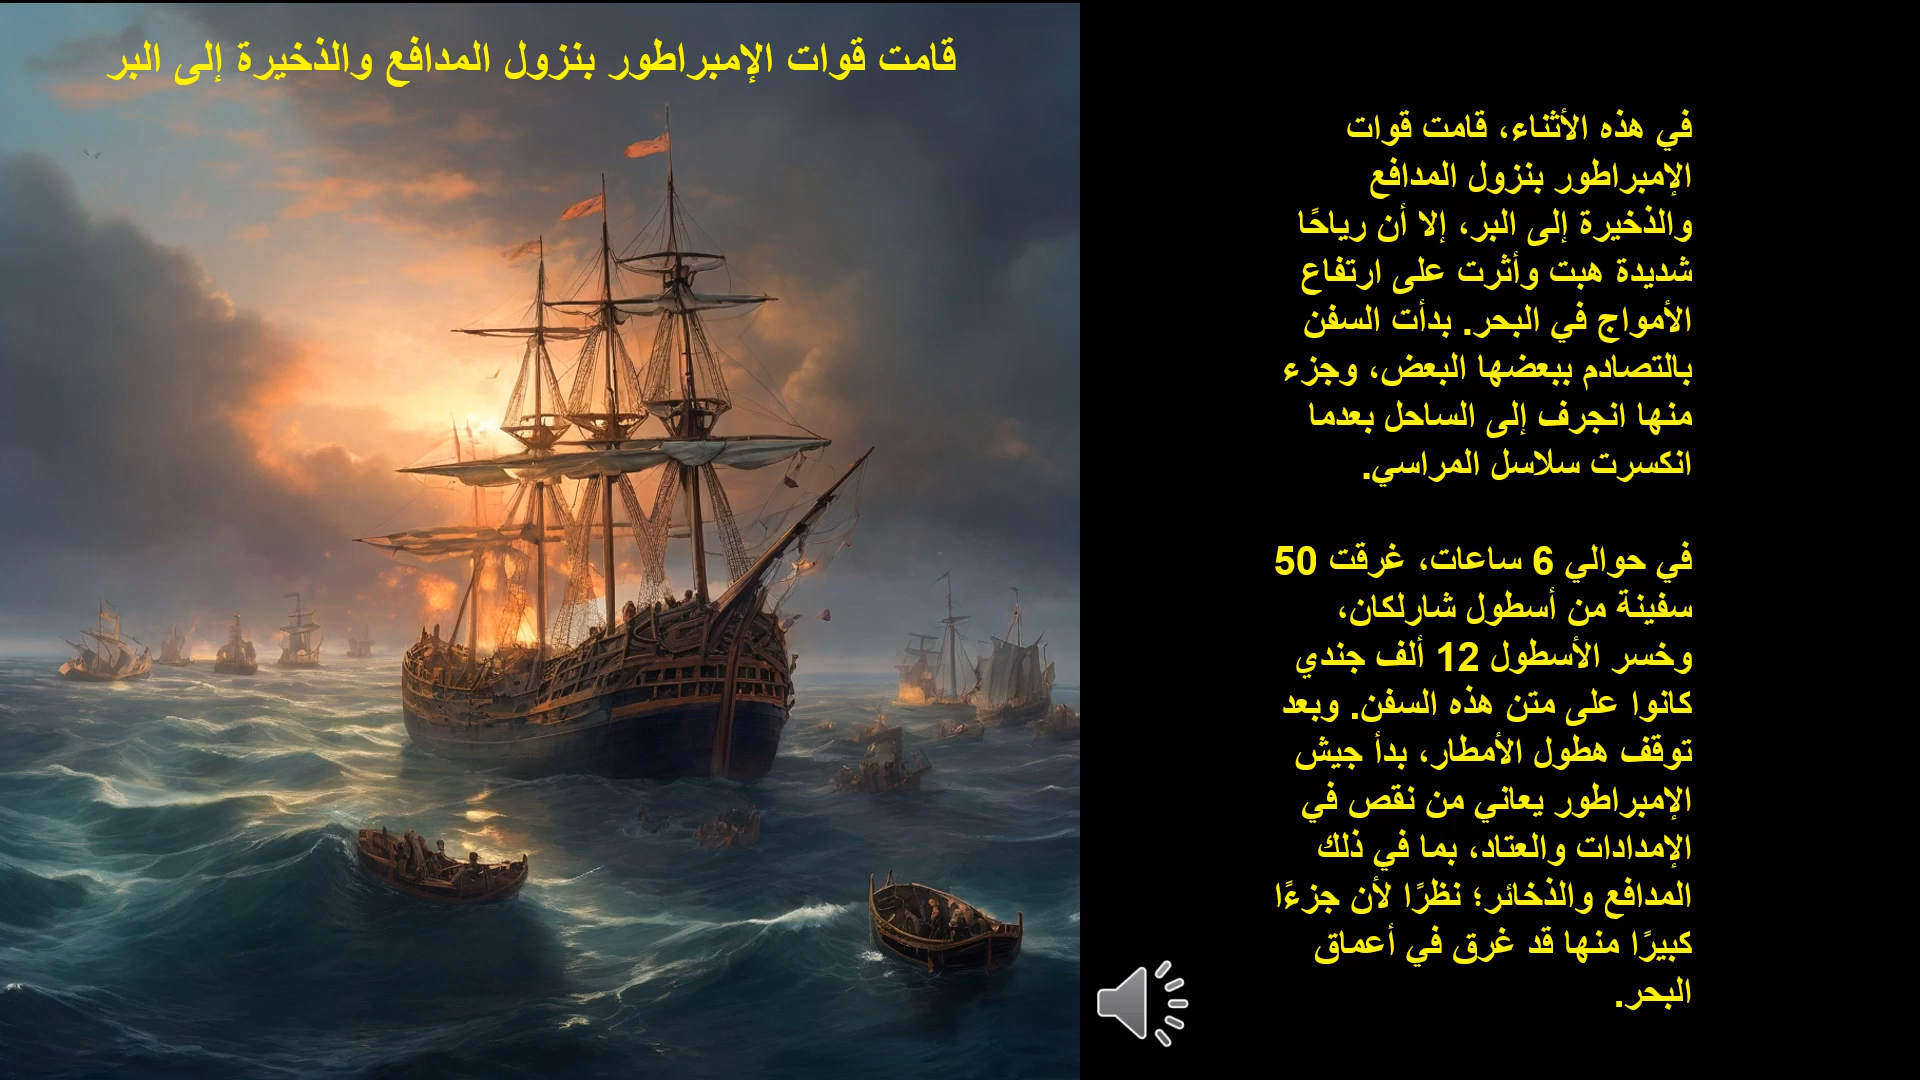 قامت قوات الإمبراطور بنزول المدافع والذخيرة إلى البر
في هذه الأثناء، قامت قوات
الإمبراطور بنزول المدافع
والذخيرة إلى البر، إلا أن رياحًا
شديدة هبت وأثرت على ارتفاع
الأمواج في البحر. بدأت السفن
بالتصادم ببعضها البعض، وجزء
منها انجرف إلى الساحل بعدما
انكسرت سلاسل المراسي.
في حوالي 6 ساعات، غرقت 50
سفينة من أسطول شارلكان،
وخسر الأسطول 12 ألف جندي
كانوا على متن هذه السفن. وبعد
توقف هطول الأمطار، بدأ جيش
الإمبراطور يعاني من نقص في
الإمدادات والعتاد، بما في ذلك
المدافع والذخائر؛ نظرًا لأن جزءًا
كبيرًا منها قد غرق في أعماق
البحر.